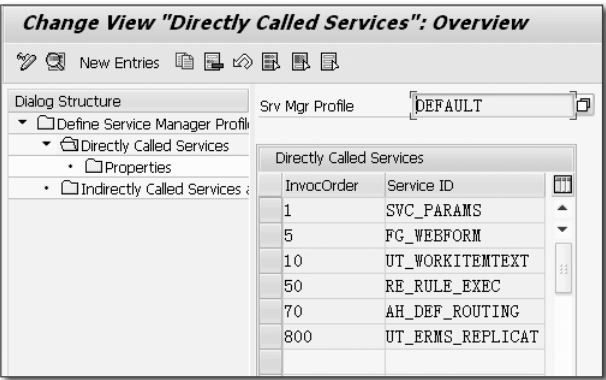 Change View "Directly Called Services": Overview
New Entries
Dialog Structure
Define Service Manager Profil
Directly Called Services
Properties
Indirectly Called Services a
Srv Mgr Profile DEFAULT
Directly Called Services
InvocOrder Service ID
1 SVC_PARAMS
5 FG_WEBFORM
10 UT_WORKITEMTEXT
50 RE_RULE_EXEC
70 AH_DEF_ROUTING
800 UT_ERMS_REPLICAT